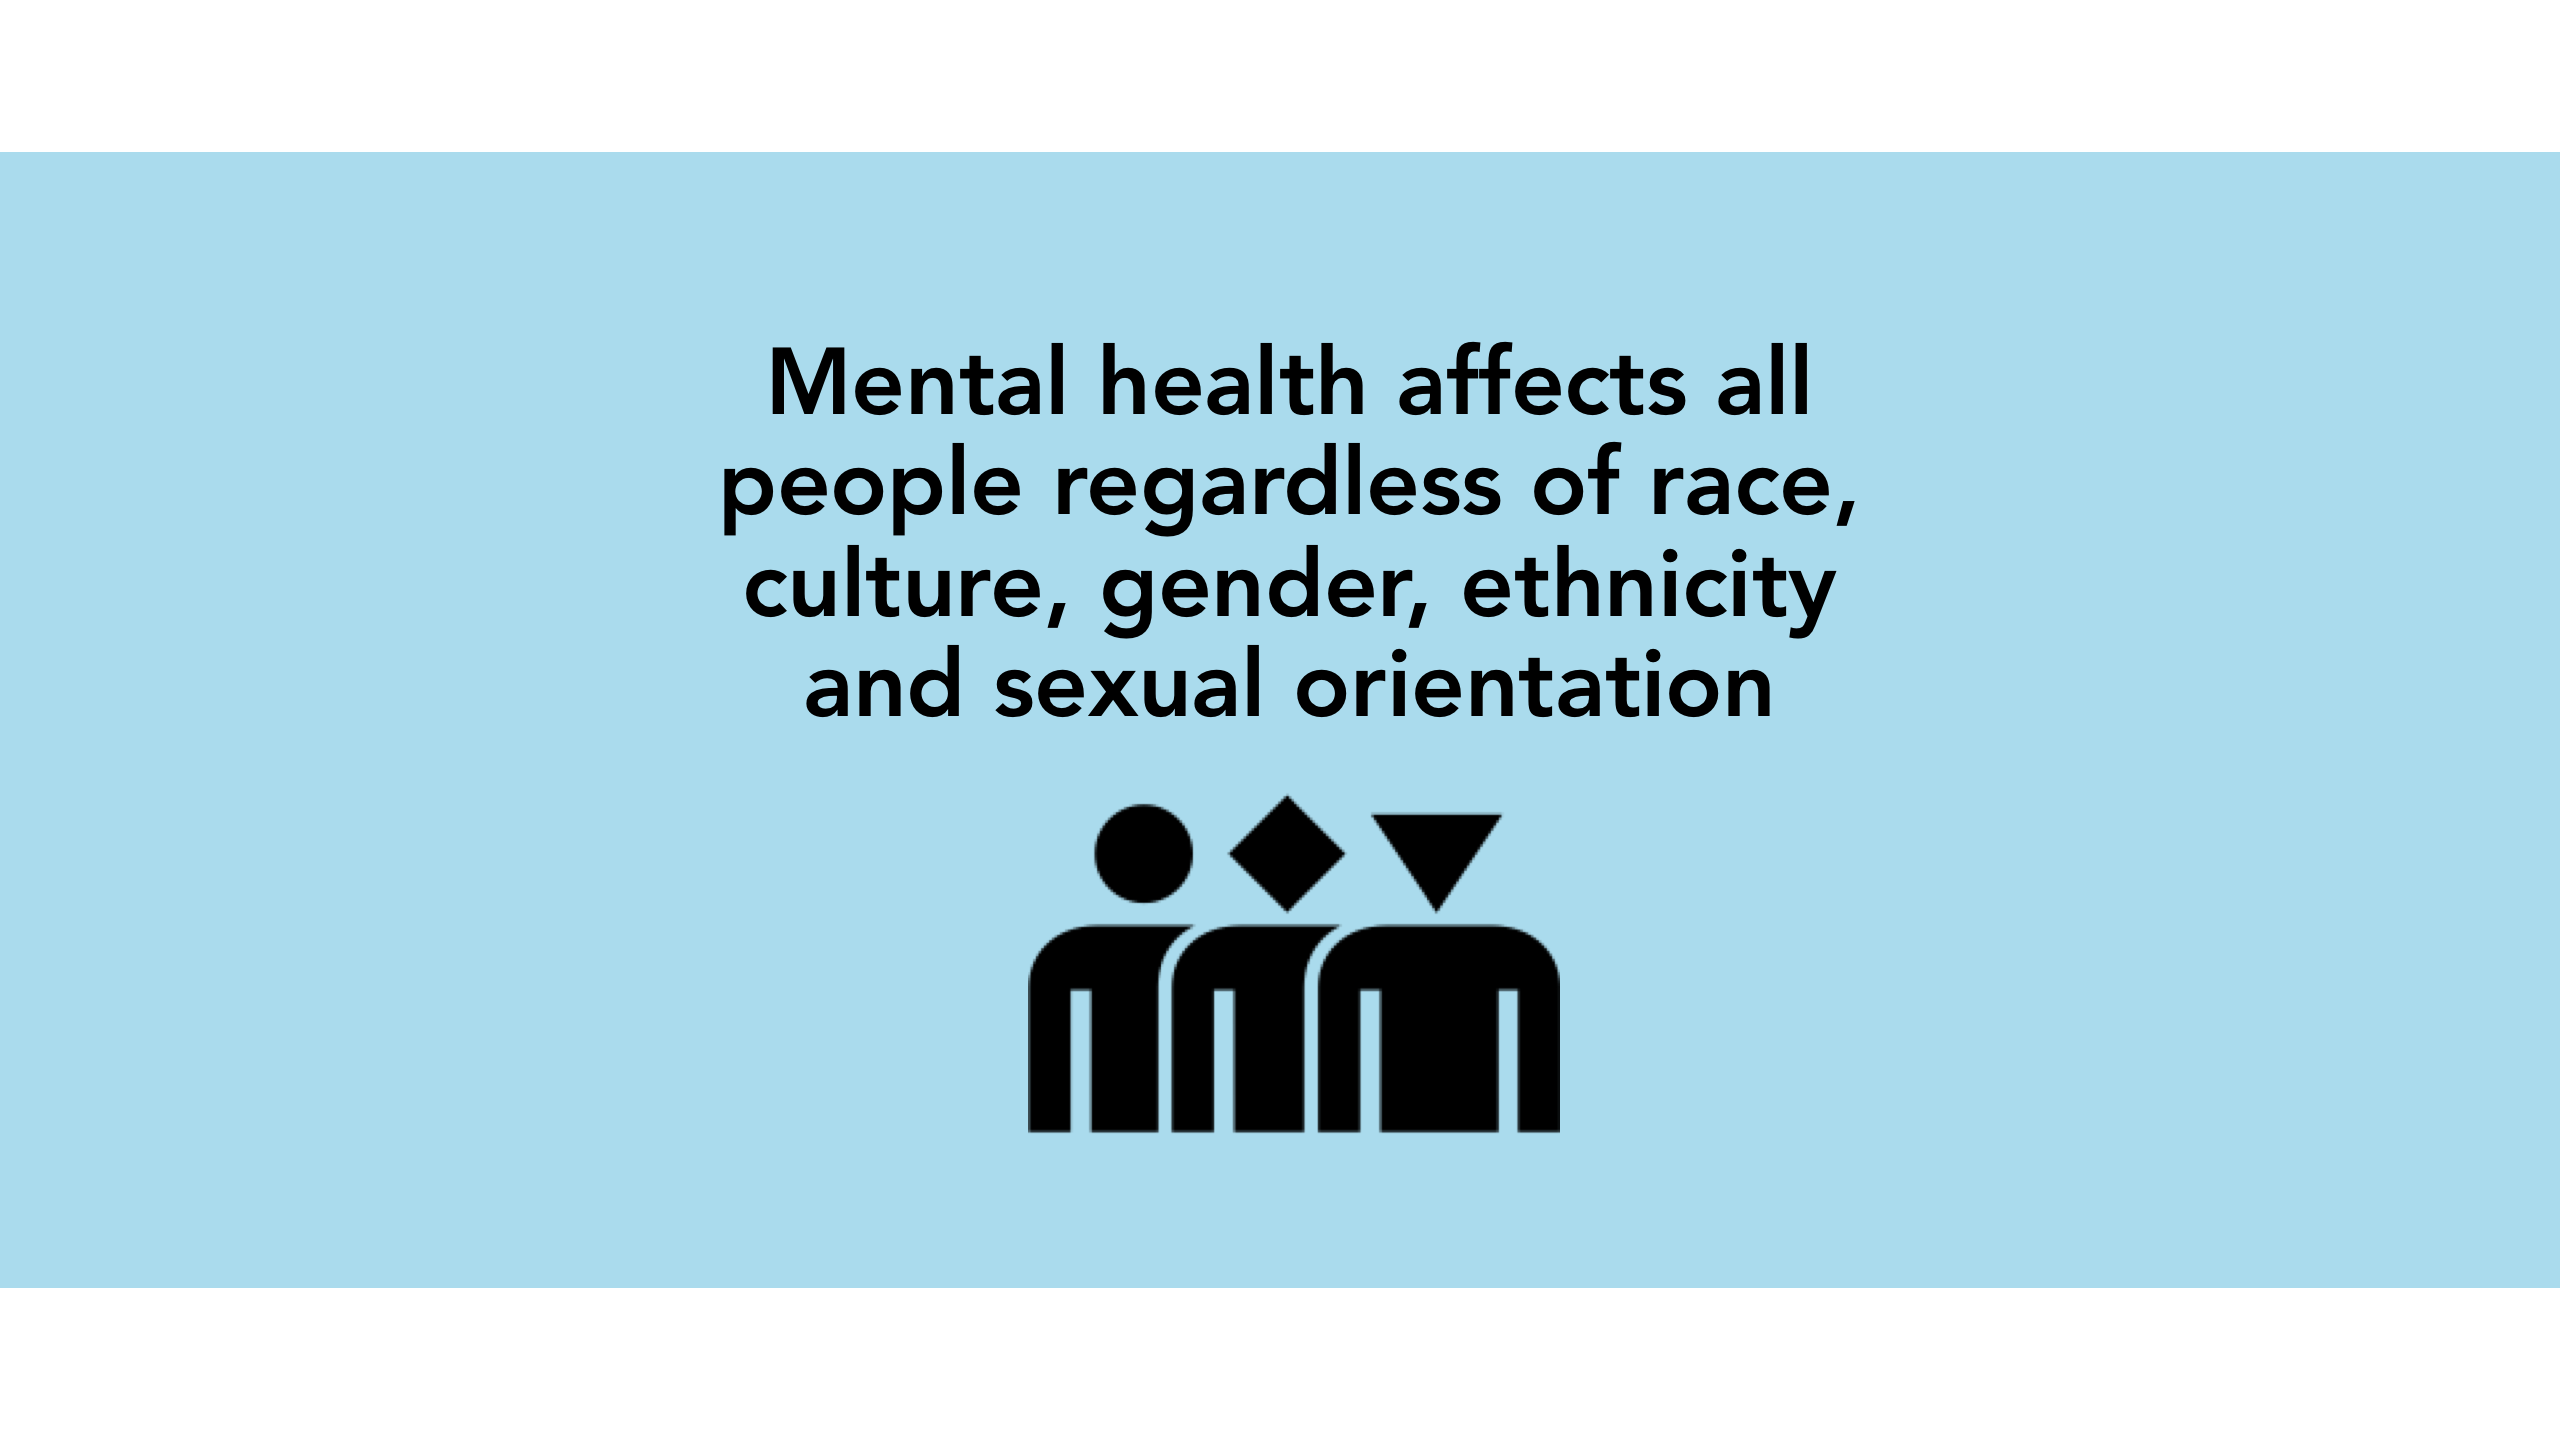 Mental health affects all
people regardless of race,
culture, gender, ethnicity
and sexual orientation